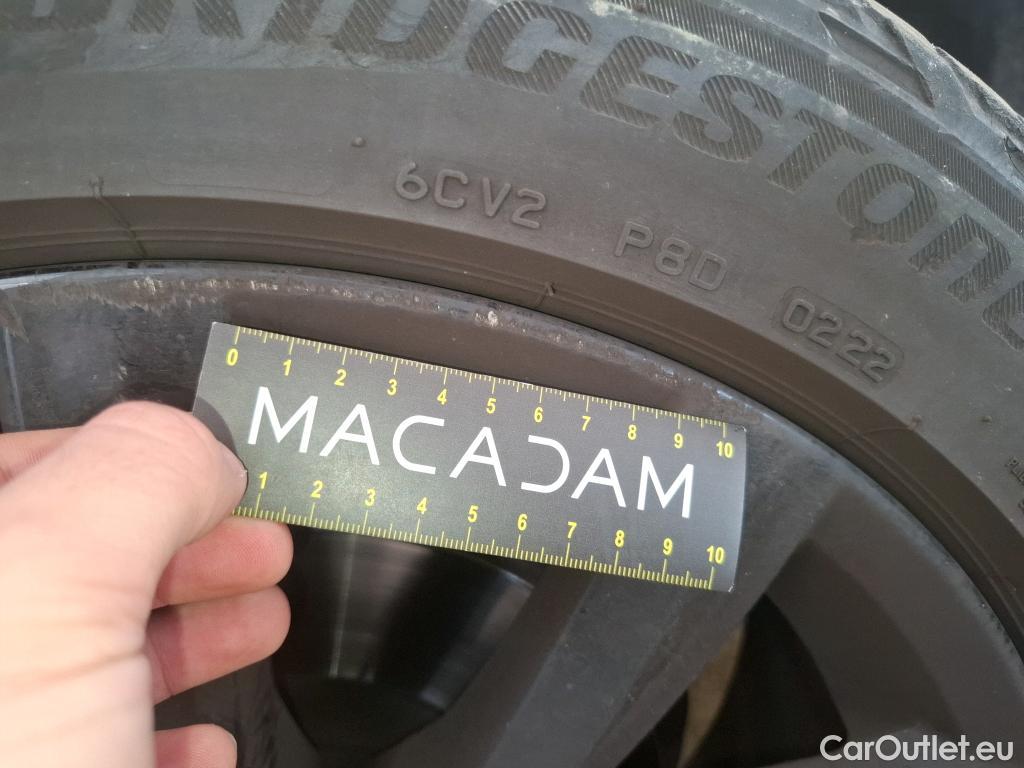 BRIDGESTONE
6CV2 P8D 0222
0 1 2 3 4 5 6 7 8 9 10
MACADAM
1 2 3 4 5 6 7 8 9 10
CarOutlet.eu